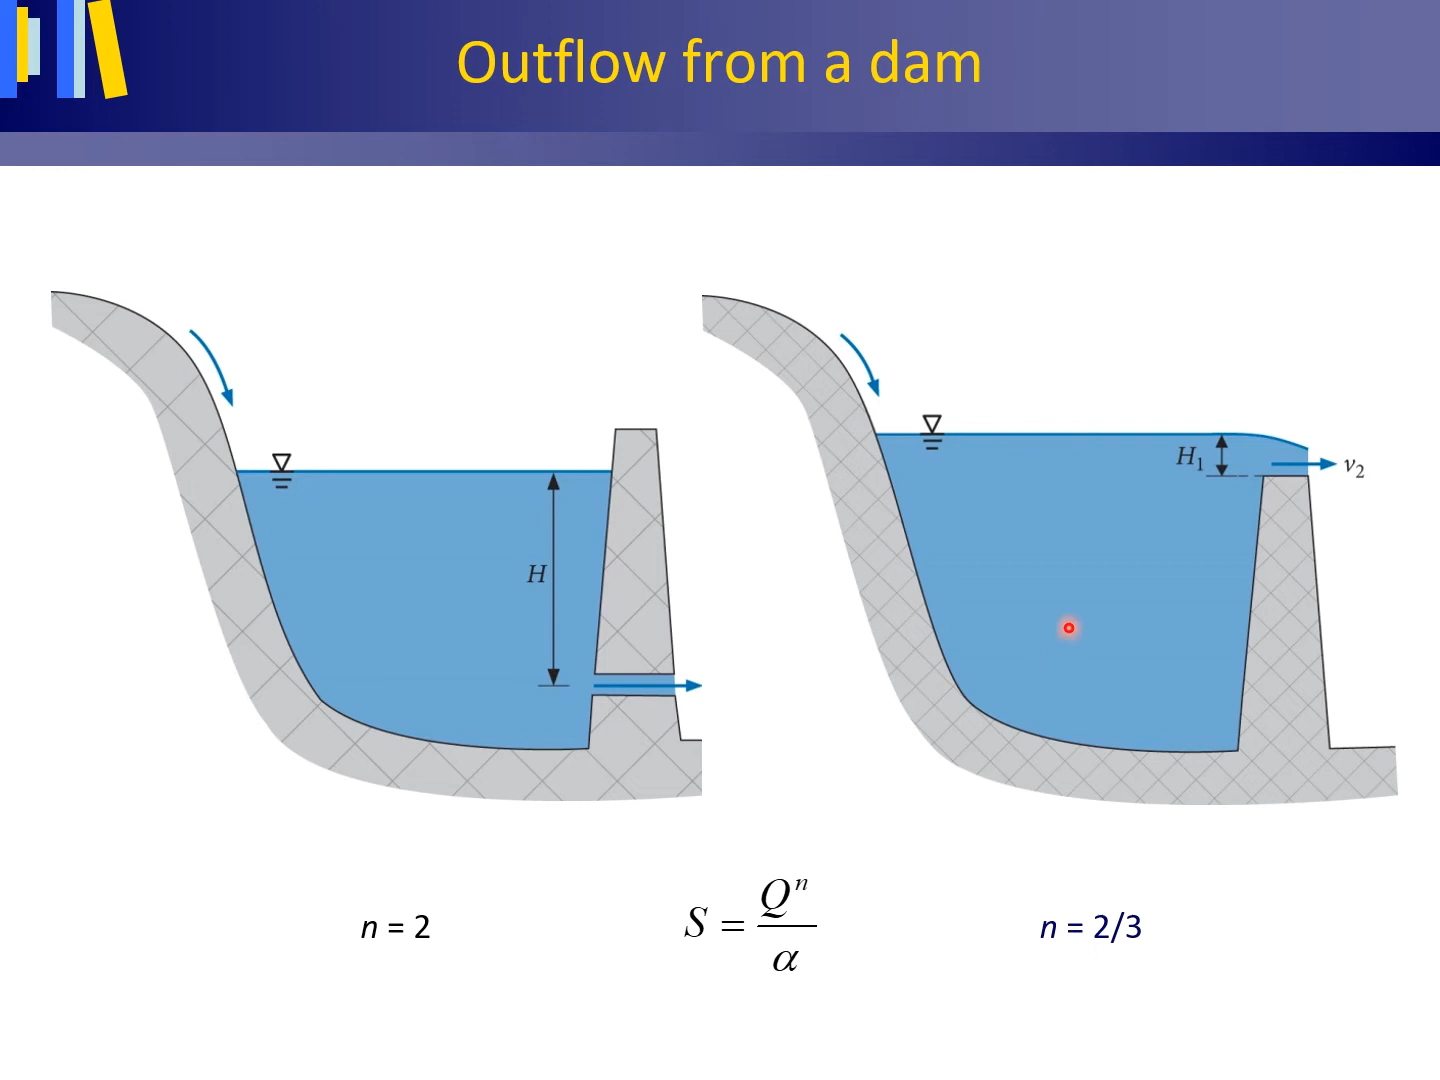 Outflow from a dam
H
H₁
v₂
n = 2
S = Qⁿ/α
n = 2/3